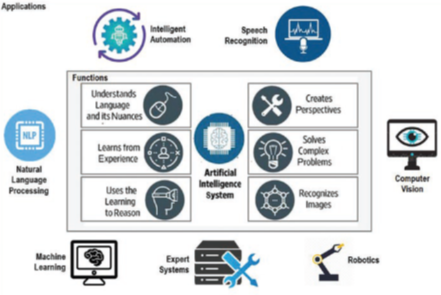 Applications
Intelligent
Automation
Speech
Recognition
Functions
Understands
Language
and its Nuances
Creates
Perspectives
NLP
Natural
Language
Processing
Learns from
Experience
Artificial
Intelligence
System
Solves
Complex
Problems
Computer
Vision
Uses the
Learning
to Reason
Recognizes
Images
Machine
Learning
Expert
Systems
Robotics